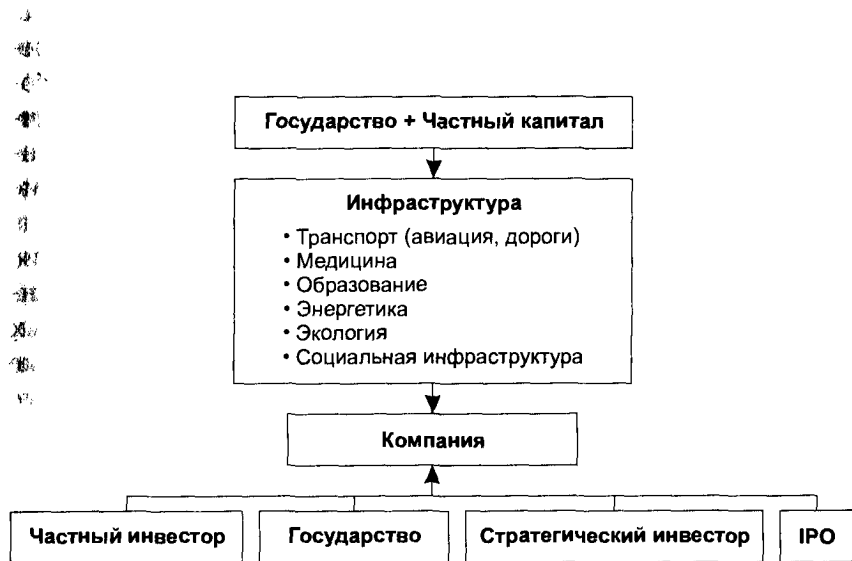 Государство + Частный капитал
Инфраструктура
• Транспорт (авиация, дороги)
• Медицина
• Образование
• Энергетика
• Экология
• Социальная инфраструктура
Компания
Частный инвестор
Государство
Стратегический инвестор
IPO